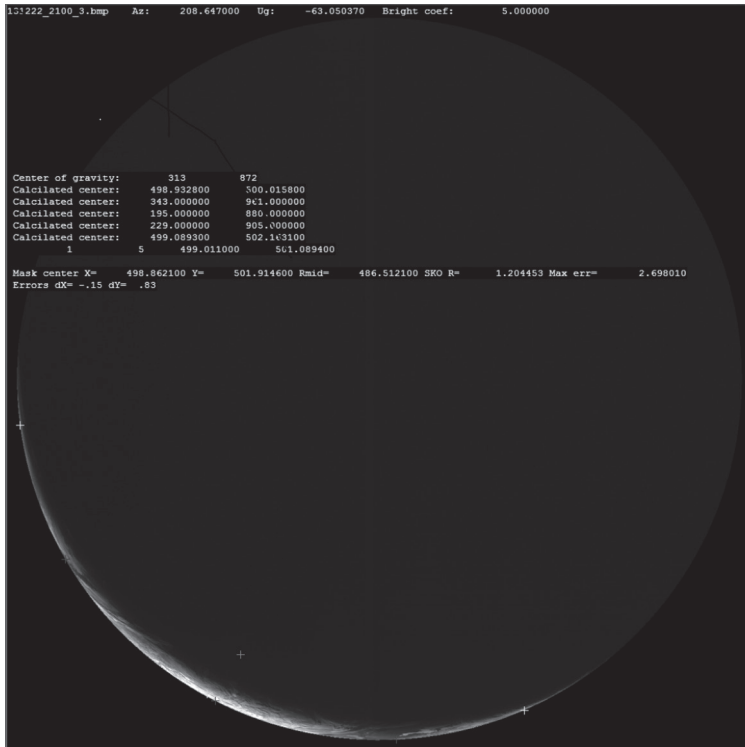 131222_2100_3.bmp Az: 208.647000 Ug: -63.050370 Bright coef: 5.000000
Center of gravity: 313 872
Calcilated center: 498.932800 500.015800
Calcilated center: 343.000000 961.000000
Calcilated center: 195.000000 880.000000
Calcilated center: 229.000000 905.000000
Calcilated center: 499.089300 502.163100
1 5 499.011000 501.089400
Mask center X= 498.862100 Y= 501.914600 Rmid= 486.512100 SKO R= 1.204453 Max err= 2.698010
Errors dX= -.15 dY= .83